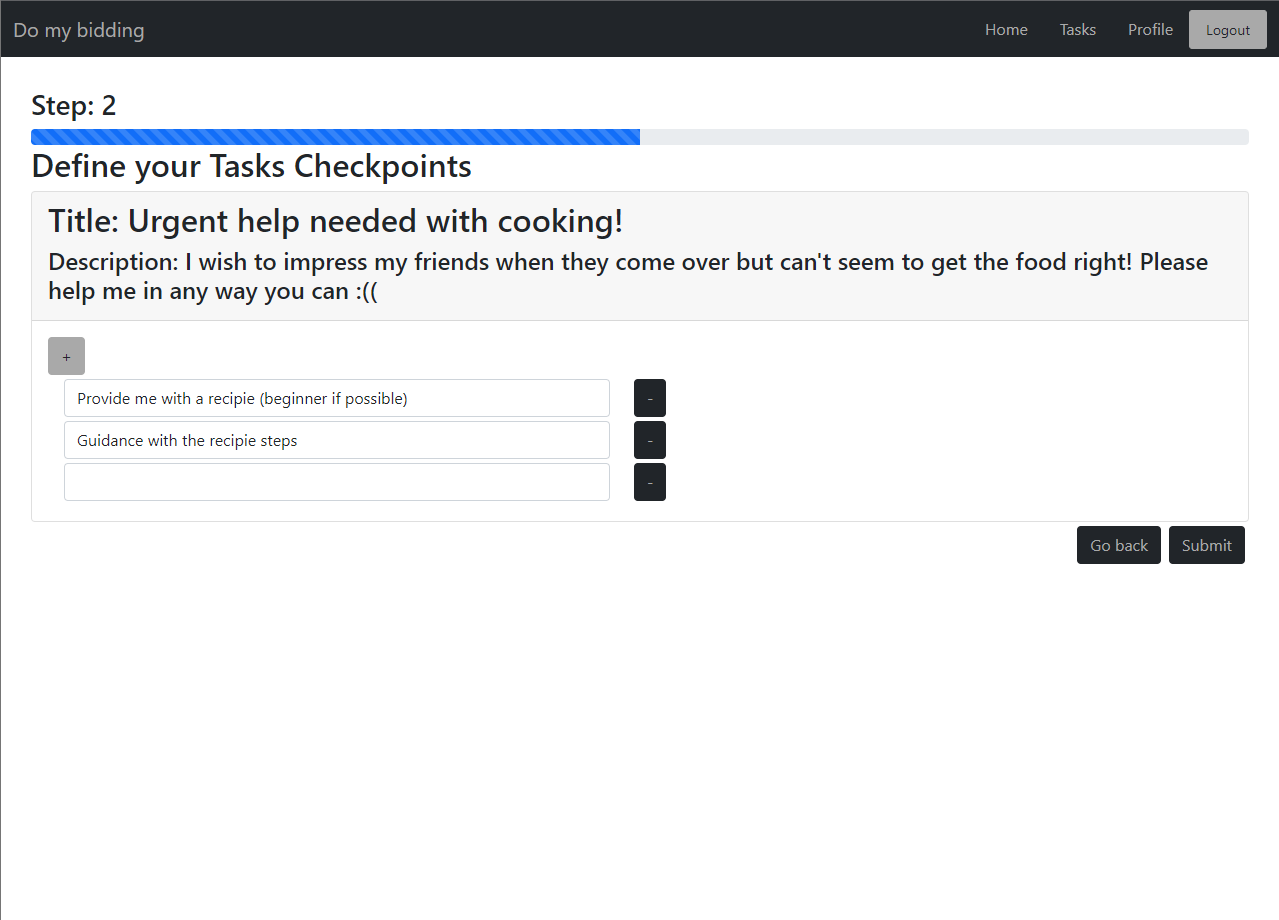 Do my bidding
Home
Tasks
Profile
Logout
Step: 2
Define your Tasks Checkpoints
Title: Urgent help needed with cooking!
Description: I wish to impress my friends when they come over but can't seem to get the food right! Please
help me in any way you can :((
+
Provide me with a recipie (beginner if possible)
-
Guidance with the recipie steps
-
-
Go back
Submit